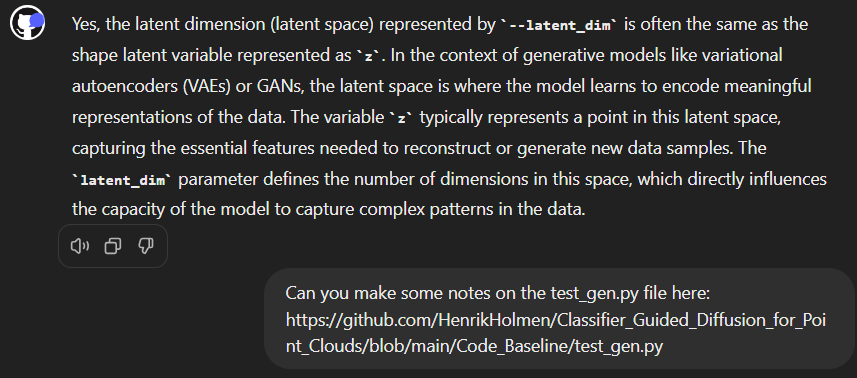 Yes, the latent dimension (latent space) represented by `--latent_dim` is often the same as the
shape latent variable represented as `z`. In the context of generative models like variational
autoencoders (VAEs) or GANs, the latent space is where the model learns to encode meaningful
representations of the data. The variable `z` typically represents a point in this latent space,
capturing the essential features needed to reconstruct or generate new data samples. The
`latent_dim` parameter defines the number of dimensions in this space, which directly influences
the capacity of the model to capture complex patterns in the data.
Can you make some notes on the test_gen.py file here:
https://github.com/HenrikHolmen/Classifier_Guided_Diffusion_for_Poi
nt_Clouds/blob/main/Code_Baseline/test_gen.py